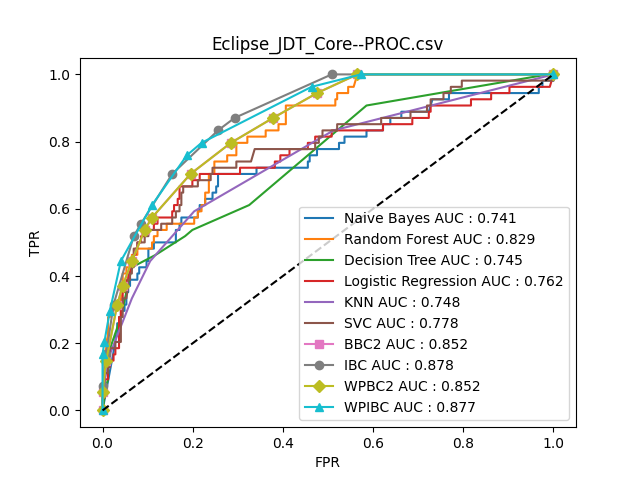 Eclipse_JDT_Core--PROC.csv
TPR
1.0
0.8
0.6
0.4
0.2
0.0
Naive Bayes AUC : 0.741
Random Forest AUC : 0.829
Decision Tree AUC : 0.745
Logistic Regression AUC : 0.762
KNN AUC : 0.748
SVC AUC : 0.778
BBC2 AUC : 0.852
IBC AUC : 0.878
WPBC2 AUC : 0.852
WPIBC AUC : 0.877
0.0 0.2 0.4 0.6 0.8 1.0
FPR